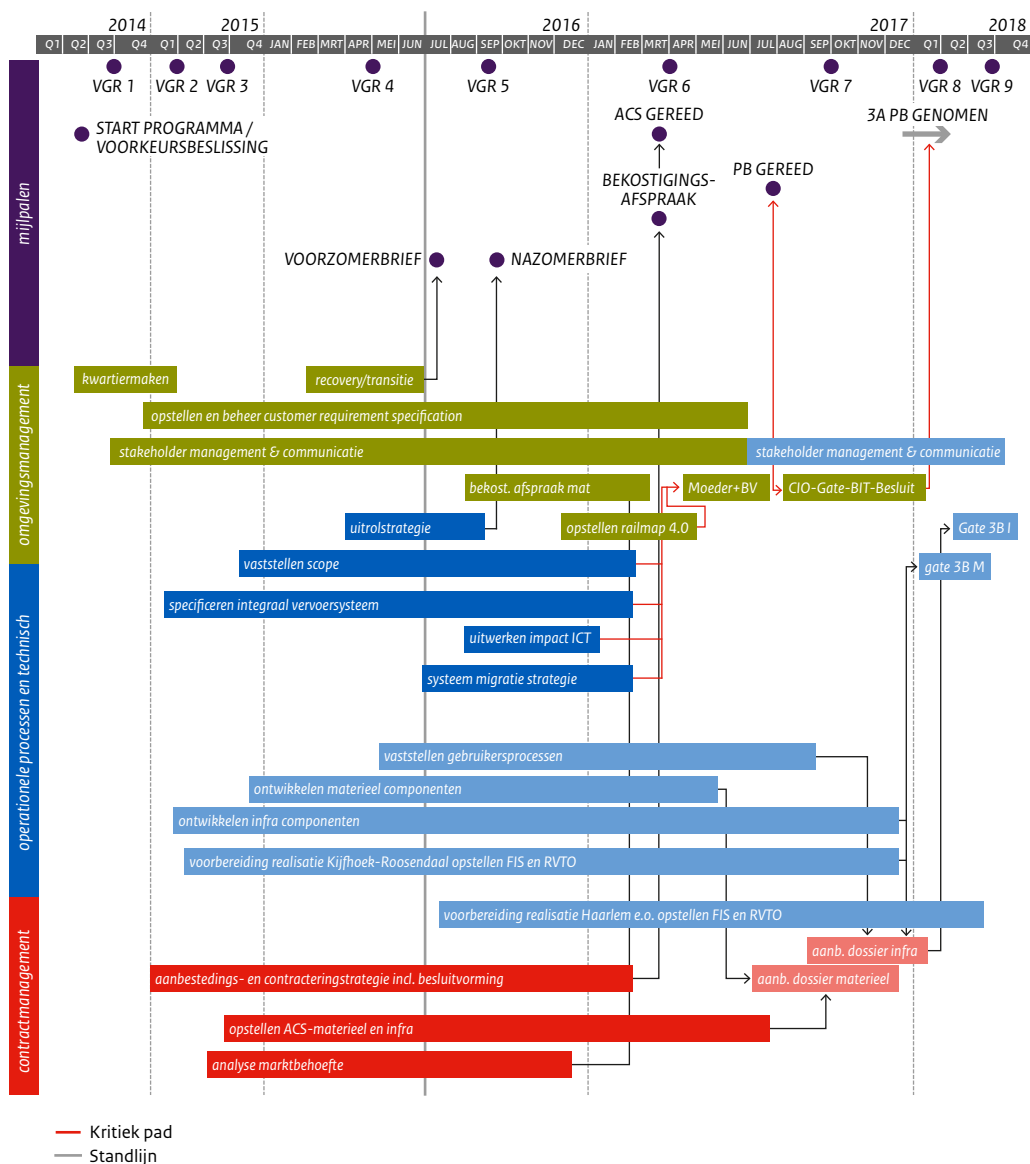 2014 2015 2016 2017 2018
Q1 Q2 Q3 Q4 Q1 Q2 Q3 Q4 JAN FEB MRT APR MEI JUN JUL AUG SEP OKT NOV DEC JAN FEB MRT APR MEI JUN JUL AUG SEP OKT NOV DEC Q1 Q2 Q3 Q4
VGR 1 VGR 2 VGR 3 VGR 4 VGR 5 VGR 6 VGR 7 VGR 8 VGR 9
mijlpalen
ACS GEREED
3A PB GENOMEN
START PROGRAMMA /
VOORKEURSBESLISSING
PB GEREED
BEKOSTIGINGS-
AFSPRAAK
VOORZOMERBRIEF
NAZOMERBRIEF
omgevingsmanagement
kwartiermaken
recovery/transitie
opstellen en beheer customer requirement specification
stakeholder management & communicatie
stakeholder management & communicatie
bekost. afspraak mat
Moeder+BV
CIO-Gate-BIT-Besluit
uitrolstrategie
opstellen railmap 4.0
Gate 3B I
operationele processen en technisch
vaststellen scope
gate 3B M
specificeren integraal vervoersysteem
uitwerken impact ICT
systeem migratie strategie
vaststellen gebruikersprocessen
ontwikkelen materieel componenten
ontwikkelen infra componenten
voorbereiding realisatie Kijfhoek-Roosendaal opstellen FIS en RVTO
contractmanagement
voorbereiding realisatie Haarlem e.o. opstellen FIS en RVTO
aanb. dossier infra
aanbestedings- en contracteringstrategie incl. besluitvorming
aanb. dossier materieel
opstellen ACS-materieel en infra
analyse marktbehoefte
Kritiek pad
Standlijn